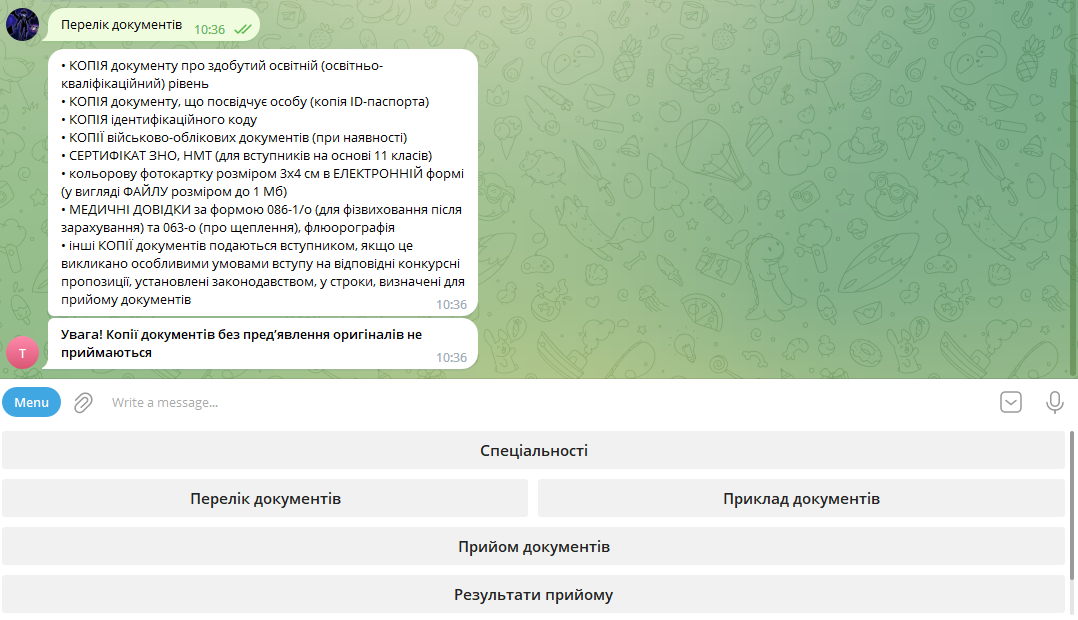 Перелік документів
10:36
• КОПІЯ документу про здобутий освітній (освітньо-
кваліфікаційний) рівень
• КОПІЯ документу, що посвідчує особу (копія ID-паспорта)
• КОПІЯ ідентифікаційного коду
• КОПІЇ військово-облікових документів (при наявності)
• СЕРТИФІКАТ ЗНО, НМТ (для вступників на основі 11 класів)
• кольорову фотокартку розміром 3х4 см в ЕЛЕКТРОННІЙ формі
(у вигляді ФАЙЛУ розміром до 1 Мб)
• МЕДИЧНІ ДОВІДКИ за формою 086-1/о (для фізвиховання після
зарахування) та 063-о (про щеплення), флюорографія
• інші КОПІЇ документів подаються вступником, якщо це
викликано особливими умовами вступу на відповідні конкурсні
пропозиції, установлені законодавством, у строки, визначені для
прийому документів
10:36
Увага! Копії документів без пред’явлення оригіналів не
приймаються
10:36
Т
Menu
Write a message...
Спеціальності
Перелік документів
Приклад документів
Прийом документів
Результати прийому